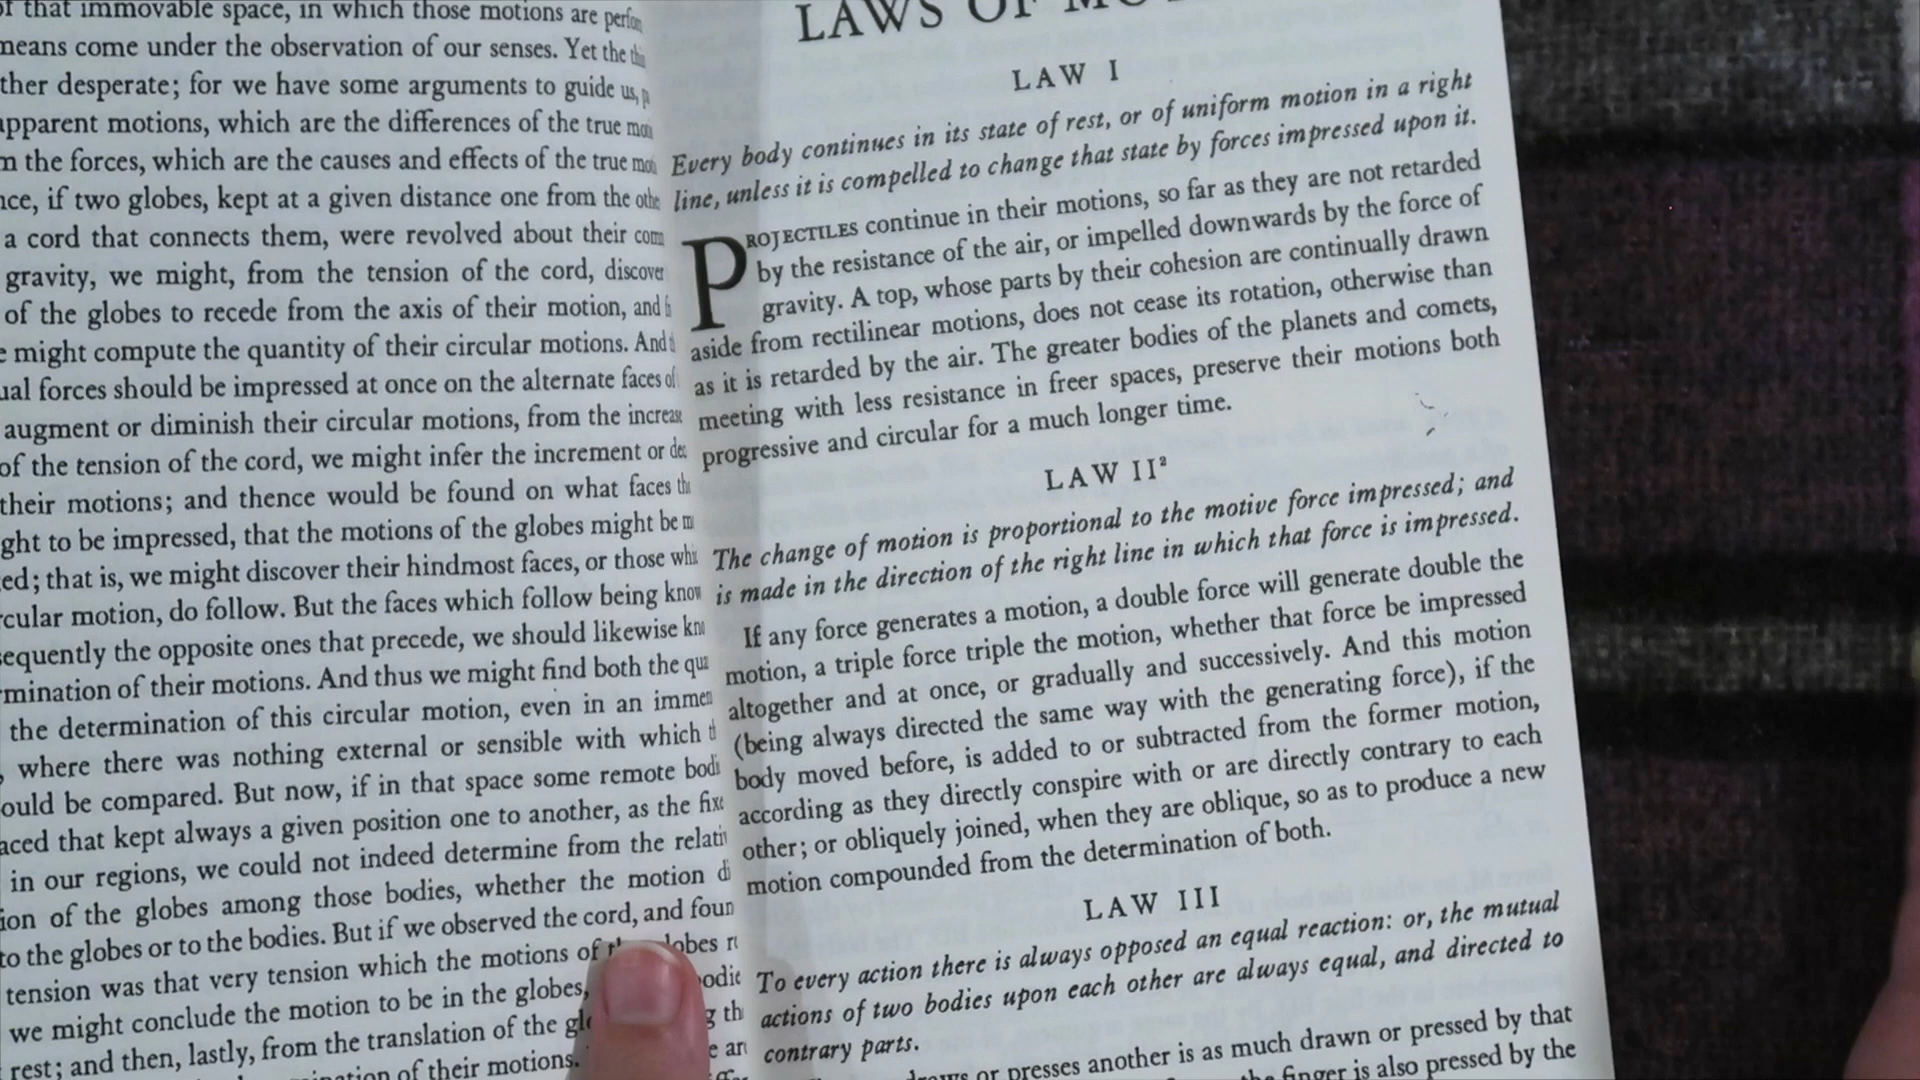 f that immovable space, in which those motions are perfo
means come under the observation of our senses. Yet the
ther desperate; for we have some arguments to guide us,
apparent motions, which are the differences of the true
m the forces, which are the causes and effects of the true
nce, if two globes, kept at a given distance one from the
a cord that connects them, were revolved about their com
gravity, we might, from the tension of the cord, discover
of the globes to recede from the axis of their motion, and
e might compute the quantity of their circular motions. And
ual forces should be impressed at once on the alternate faces of
augment or diminish their circular motions, from the increase
of the tension of the cord, we might infer the increment or
their motions; and thence would be found on what faces
ght to be impressed, that the motions of the globes might be
ed; that is, we might discover their hindmost faces, or those
rcular motion, do follow. But the faces which follow being know
equently the opposite ones that precede, we should likewise
rmination of their motions. And thus we might find both the
the determination of this circular motion, even in an immen
, where there was nothing external or sensible with which
ould be compared. But now, if in that space some remote bodi
aced that kept always a given position one to another, as the fixe
in our regions, we could not indeed determine from the relati
ion of the globes among those bodies, whether the motion
to the globes or to the bodies. But if we observed the cord, and foun
tension was that very tension which the motions of lobes
we might conclude the motion to be in the globes, odie
rest; and then, lastly, from the translation of the
ination of their motions.
LAWS OF MO
LAW I
Every body continues in its state of rest, or of uniform motion in a right
line, unless it is compelled to change that state by forces impressed upon it.
PROJECTILES continue in their motions, so far as they are not retarded
by the resistance of the air, or impelled downwards by the force of
gravity. A top, whose parts by their cohesion are continually drawn
aside from rectilinear motions, does not cease its rotation, otherwise than
as it is retarded by the air. The greater bodies of the planets and comets,
meeting with less resistance in freer spaces, preserve their motions both
progressive and circular for a much longer time.
LAW II²
The change of motion is proportional to the motive force impressed; and
is made in the direction of the right line in which that force is impressed.
If any force generates a motion, a double force will generate double the
motion, a triple force triple the motion, whether that force be impressed
altogether and at once, or gradually and successively. And this motion
(being always directed the same way with the generating force), if the
body moved before, is added to or subtracted from the former motion,
according as they directly conspire with or are directly contrary to each
other; or obliquely joined, when they are oblique, so as to produce a new
motion compounded from the determination of both.
LAW III
To every action there is always opposed an equal reaction: or, the mutual
actions of two bodies upon each other are always equal, and directed to
contrary parts.
or presses another is as much drawn or pressed by that
the finger is also pressed by the